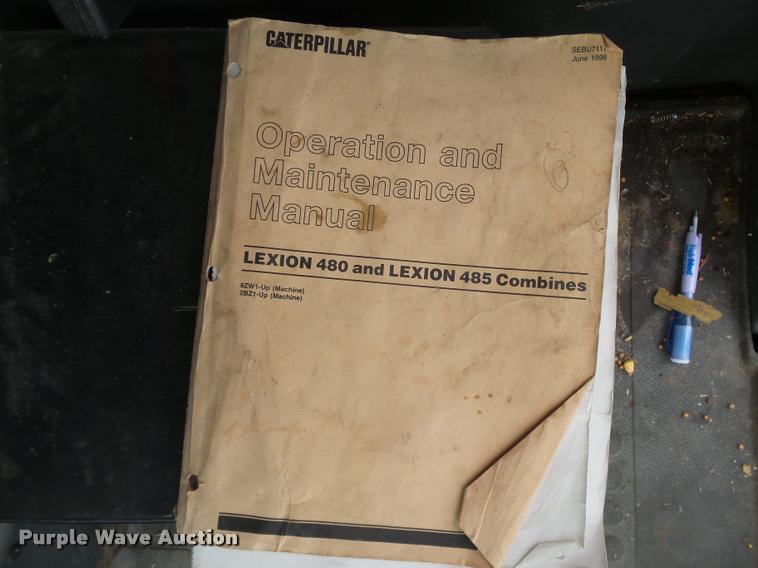 CATERPILLAR®
SEBU7117
June 1998
Operation and
Maintenance
Manual
LEXION 480 and LEXION 485 Combines
8ZW1-Up (Machine)
2BZ1-Up (Machine)
Purple Wave Auction